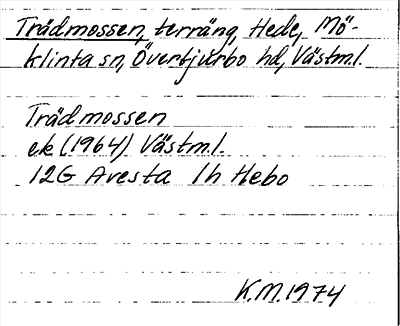 Trädmossen, terräng, Hede, Mö-
klinta sn, Övertjurbo hd, Västml.
Trädmossen
ek (1964) Västml.
12G Avesta 1h Hebo
K.M. 1974